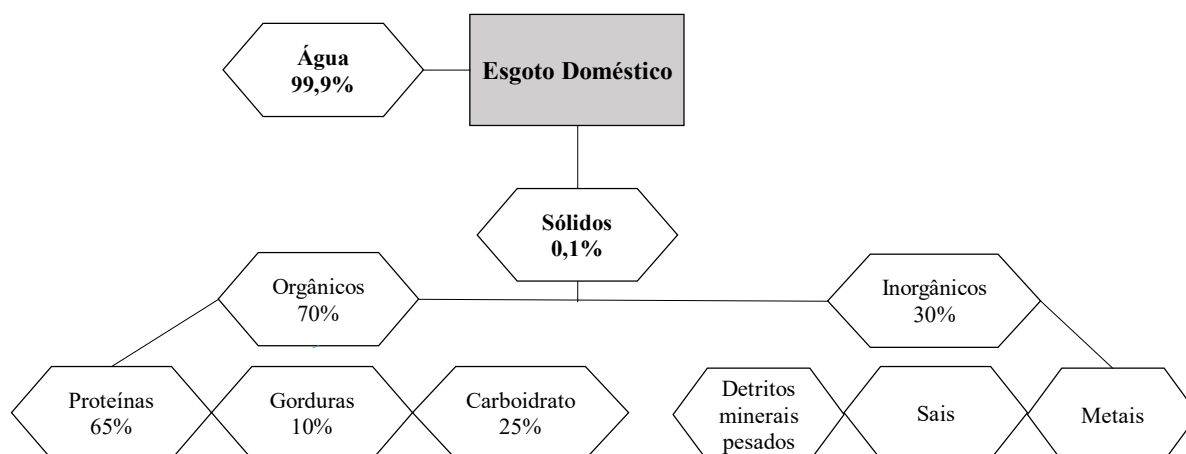 Água
99,9%
Esgoto Doméstico
Sólidos
0,1%
Orgânicos
70%
Inorgânicos
30%
Proteínas
65%
Gorduras
10%
Carboidrato
25%
Detritos
minerais
pesados
Sais
Metais